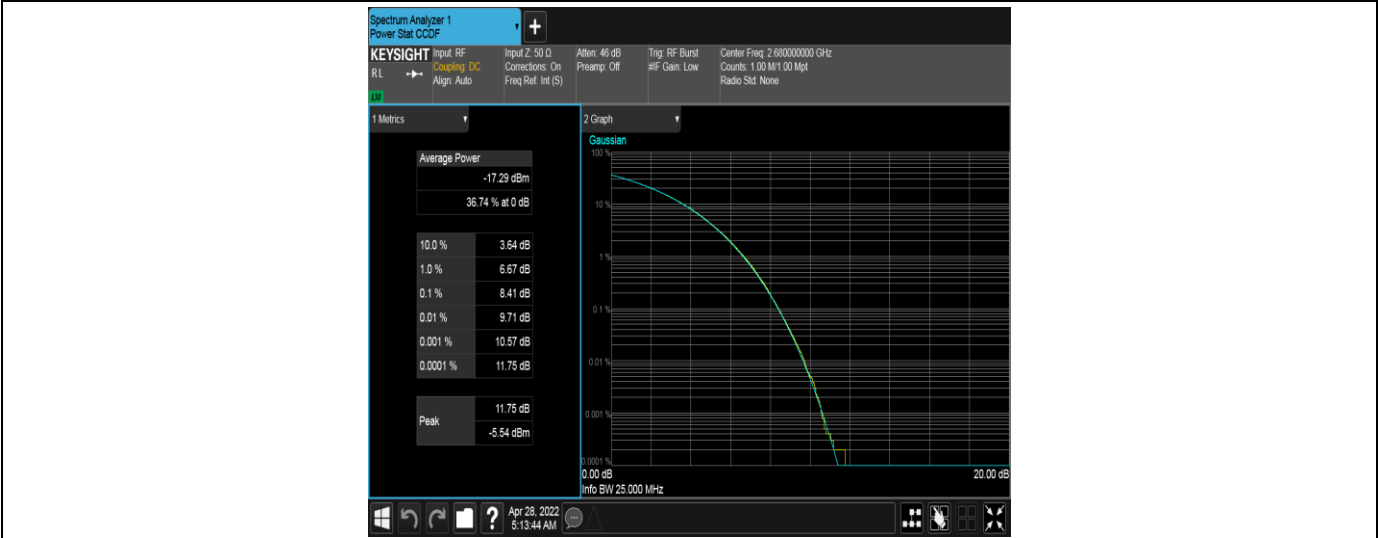 Spectrum Analyzer 1
Power Stat CCDF
+
KEYSIGHT
RL
LXI
Input: RF
Coupling: DC
Align: Auto
Input Z: 50 Ω
Corrections: On
Freq Ref: Int (S)
Atten: 46 dB
Preamp: Off
Trig: RF Burst
#IF Gain: Low
Center Freq: 2.680000000 GHz
Counts: 1.00 M/1.00 Mpt
Radio Std: None
1 Metrics
Average Power
-17.29 dBm
36.74 % at 0 dB
10.0 % 3.64 dB
1.0 % 6.67 dB
0.1 % 8.41 dB
0.01 % 9.71 dB
0.001 % 10.57 dB
0.0001 % 11.75 dB
Peak
11.75 dB
-5.54 dBm
2 Graph
Gaussian
100 %
10 %
1 %
0.1 %
0.01 %
0.001 %
0.0001 %
0.00 dB
20.00 dB
Info BW 25.000 MHz
?
Apr 28, 2022
5:13:44 AM